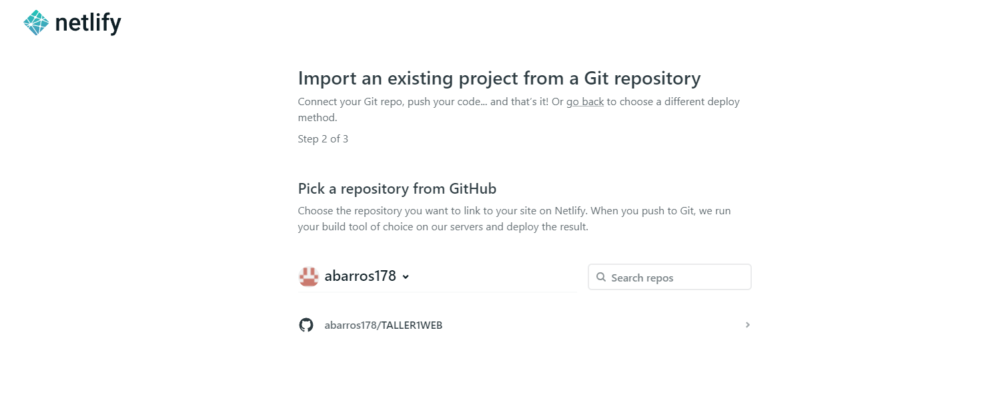 netlify
Import an existing project from a Git repository
Connect your Git repo, push your code... and that's it! Or go back to choose a different deploy
method.
Step 2 of 3
Pick a repository from GitHub
Choose the repository you want to link to your site on Netlify. When you push to Git, we run
your build tool of choice on our servers and deploy the result.
abarros178
Search repos
abarros178/TALLER1WEB